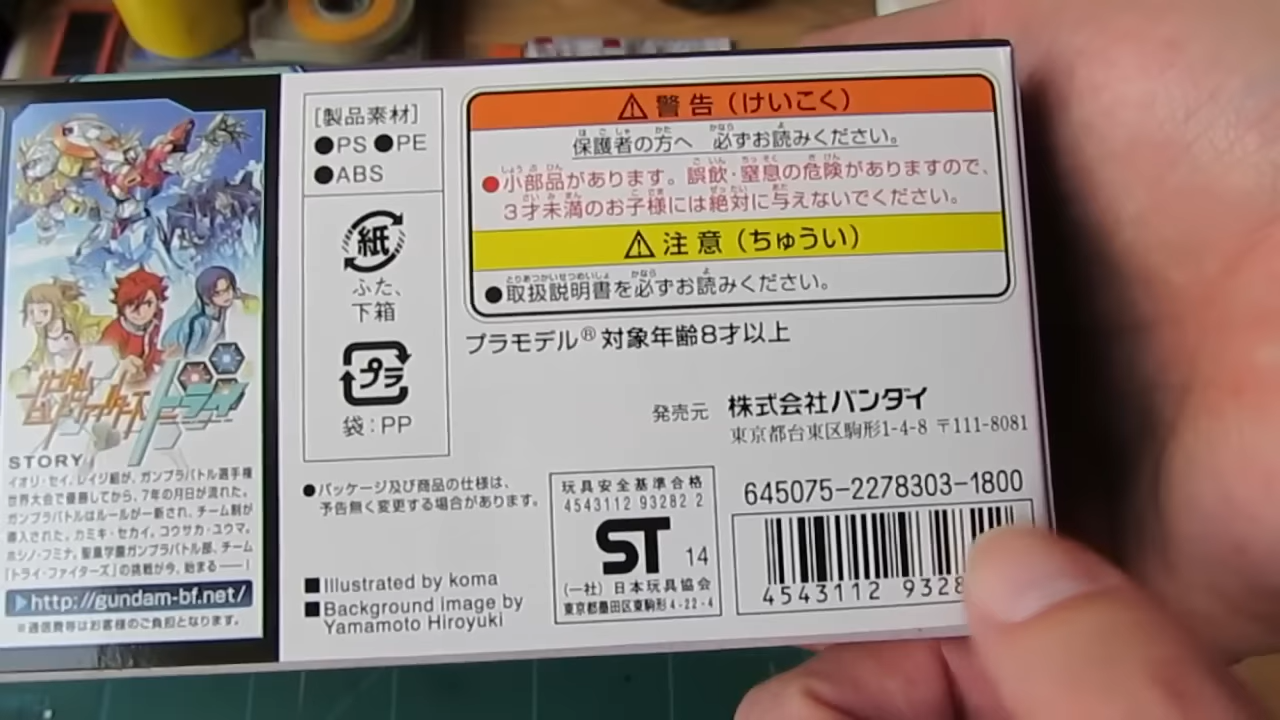 ガンダム
ビルドファイターズ
トライ
STORY
イオリ・セイ、レイジ組が、ガンプラバトル選手権
世界大会で優勝してから、7年の月日が流れた。
ガンプラバトルはルールが一新され、チーム制が
導入された。カミキ・セカイ。コウサカ・ユウマ。
ホシノ・フミナ。聖鳳学園ガンプラバトル部、チーム
「トライ・ファイターズ」の挑戦が今、始まる──!
▶http://gundam-bf.net/
※通信費等はお客様のご負担となります。
[製品素材]
●PS ●PE
●ABS
紙
ふた、
下箱
プラ
袋:PP
⚠警告(けいこく)
保護者の方へ 必ずお読みください。
●小部品があります。誤飲・窒息の危険がありますので、
3才未満のお子様には絶対に与えないでください。
⚠注意(ちゅうい)
●取扱説明書を必ずお読みください。
プラモデル®対象年齢8才以上
発売元 株式会社バンダイ
東京都台東区駒形1-4-8 〒111-8081
●パッケージ及び商品の仕様は、
予告無く変更する場合があります。
■Illustrated by koma
■Background image by
Yamamoto Hiroyuki
玩具安全基準合格
4543112 93282 2
ST 14
(一社)日本玩具協会
東京都墨田区東駒形4-22-4
645075-2278303-1800
4543112 9328